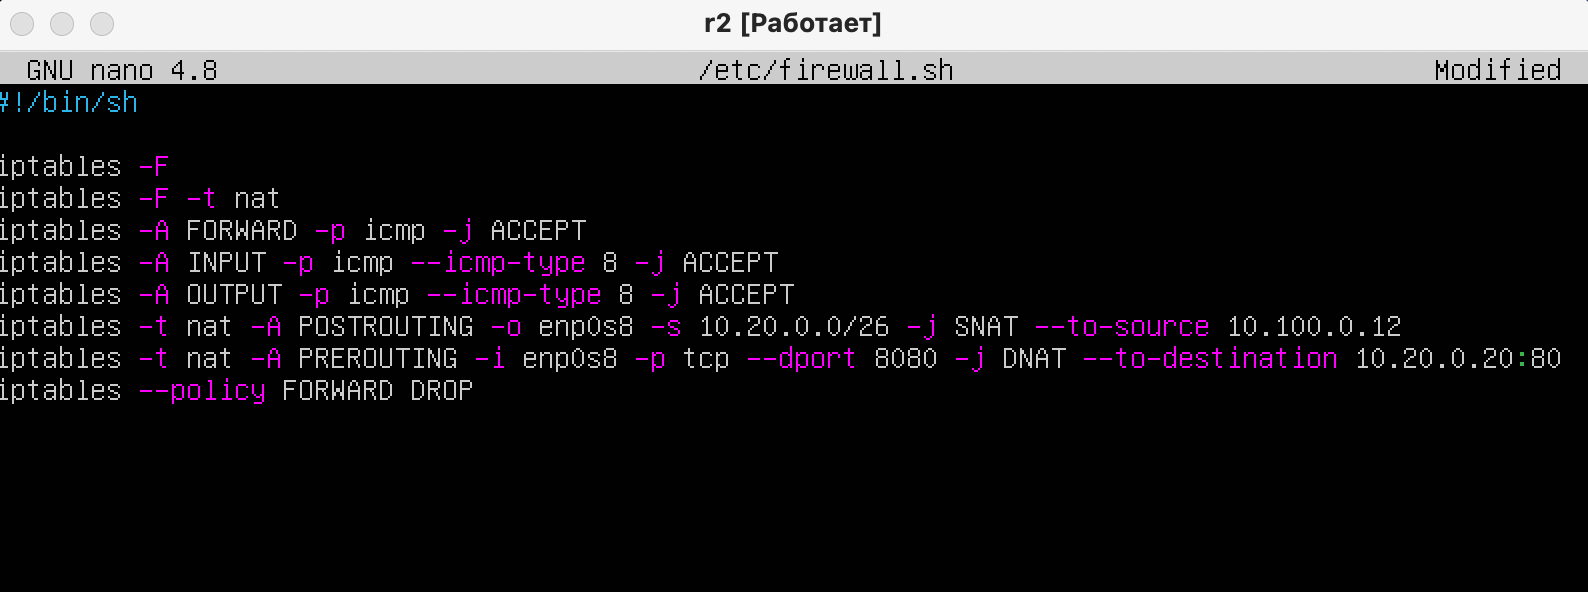 r2 [Работает]
GNU nano 4.8 /etc/firewall.sh Modified
#!/bin/sh
iptables -F
iptables -F -t nat
iptables -A FORWARD -p icmp -j ACCEPT
iptables -A INPUT -p icmp --icmp-type 8 -j ACCEPT
iptables -A OUTPUT -p icmp --icmp-type 8 -j ACCEPT
iptables -t nat -A POSTROUTING -o enp0s8 -s 10.20.0.0/26 -j SNAT --to-source 10.100.0.12
iptables -t nat -A PREROUTING -i enp0s8 -p tcp --dport 8080 -j DNAT --to-destination 10.20.0.20:80
iptables --policy FORWARD DROP